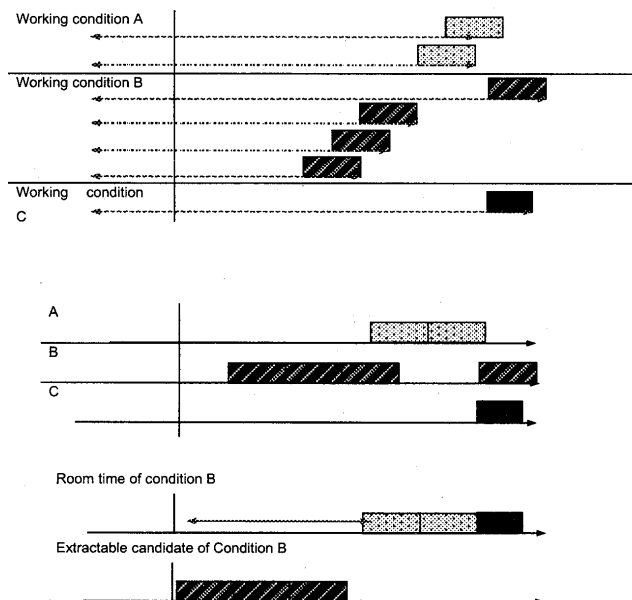 Working condition A
Working condition B
Working condition
C
A
B
C
Room time of condition B
Extractable candidate of Condition B